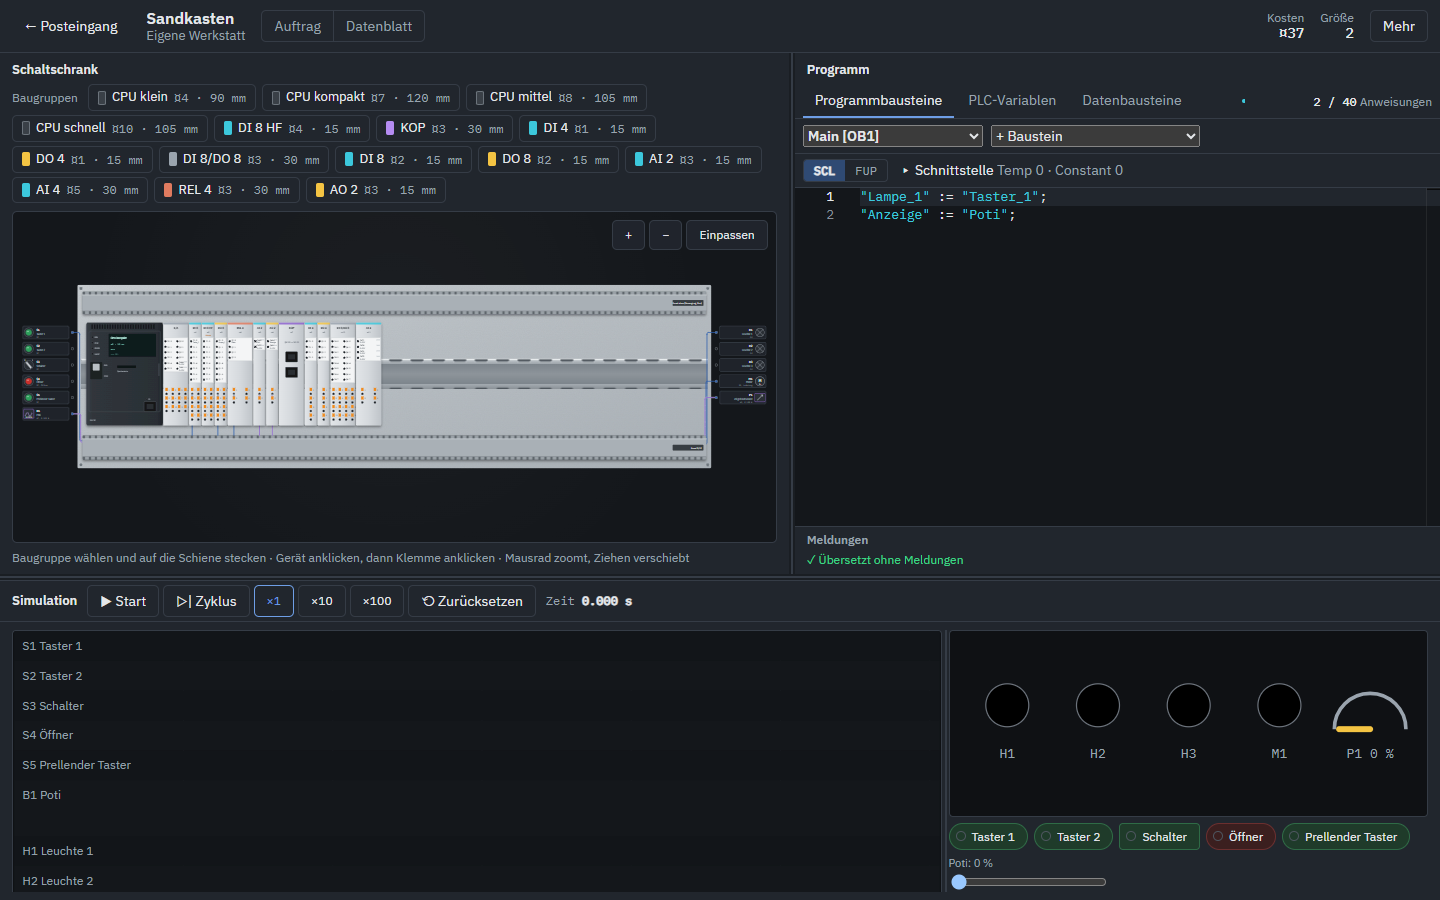 ← Posteingang
Sandkasten
Eigene Werkstatt
Auftrag
Datenblatt
Kosten
¤37
Größe
2
Mehr
Schaltschrank
Baugruppen
CPU klein ¤4 · 90 mm
CPU kompakt ¤7 · 120 mm
CPU mittel ¤8 · 105 mm
CPU schnell ¤10 · 105 mm
DI 8 HF ¤4 · 15 mm
KOP ¤3 · 30 mm
DI 4 ¤1 · 15 mm
DO 4 ¤1 · 15 mm
DI 8/DO 8 ¤3 · 30 mm
DI 8 ¤2 · 15 mm
DO 8 ¤2 · 15 mm
AI 2 ¤3 · 15 mm
AI 4 ¤5 · 30 mm
REL 4 ¤3 · 30 mm
AO 2 ¤3 · 15 mm
+
−
Einpassen
Baugruppe wählen und auf die Schiene stecken · Gerät anklicken, dann Klemme anklicken · Mausrad zoomt, Ziehen verschiebt
Programm
Programmbausteine
PLC-Variablen
Datenbausteine
2 / 40 Anweisungen
Main [OB1]
+ Baustein
SCL
FUP
Schnittstelle Temp 0 · Constant 0
1 "Lampe_1" := "Taster_1";
2 "Anzeige" := "Poti";
Meldungen
✓ Übersetzt ohne Meldungen
Simulation
Start
Zyklus
×1
×10
×100
Zurücksetzen
Zeit 0.000 s
S1 Taster 1
S2 Taster 2
S3 Schalter
S4 Öffner
S5 Prellender Taster
B1 Poti
H1 Leuchte 1
H2 Leuchte 2
H1
H2
H3
M1
P1 0 %
Taster 1
Taster 2
Schalter
Öffner
Prellender Taster
Poti: 0 %